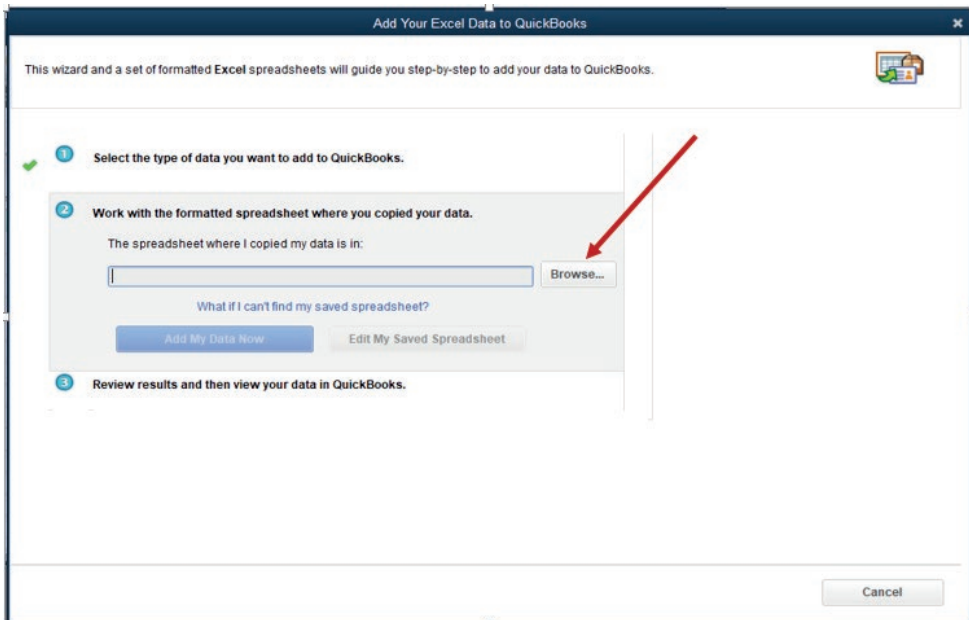 Add Your Excel Data to QuickBooks
This wizard and a set of formatted Excel spreadsheets will guide you step-by-step to add your data to QuickBooks.
1 Select the type of data you want to add to QuickBooks.
2 Work with the formatted spreadsheet where you copied your data.
The spreadsheet where I copied my data is in:
Browse...
What if I can't find my saved spreadsheet?
Add My Data Now Edit My Saved Spreadsheet
3 Review results and then view your data in QuickBooks.
Cancel